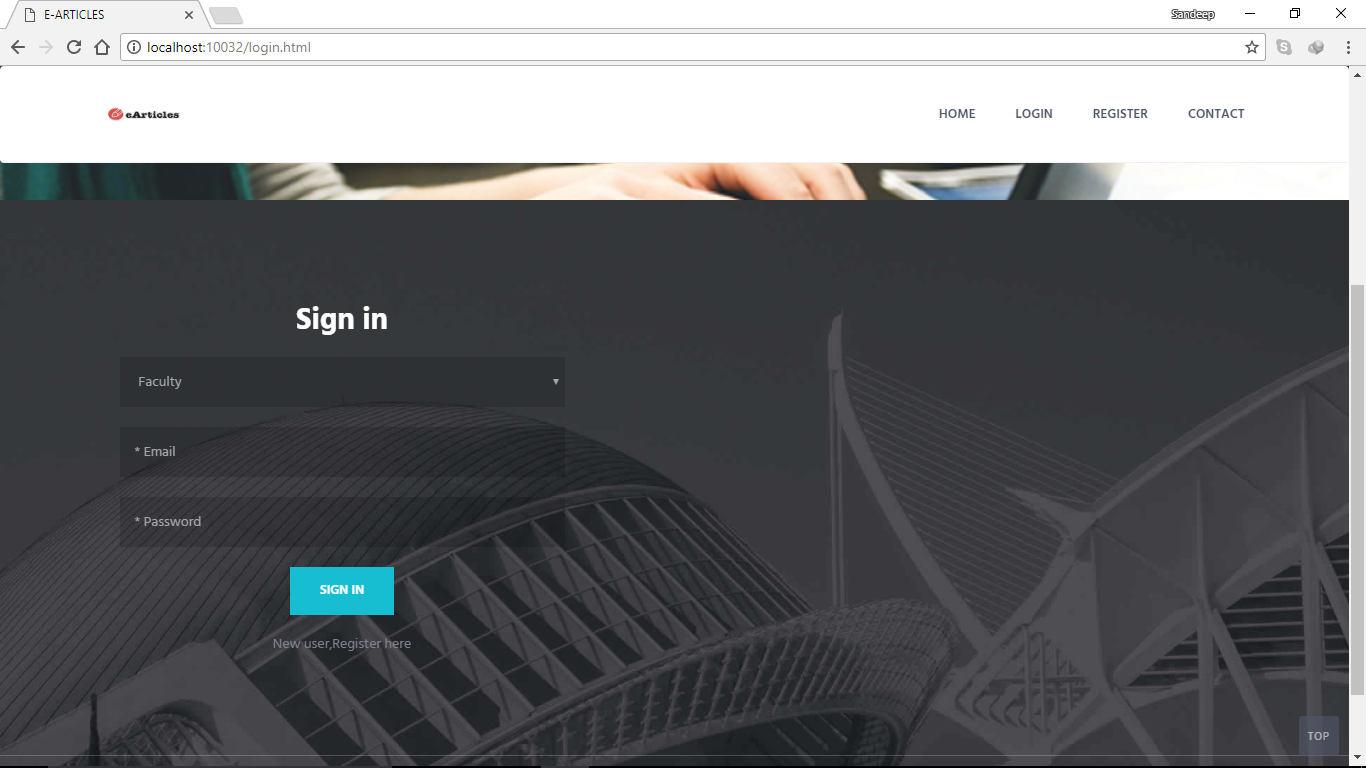 E-ARTICLES
Sandeep
localhost:10032/login.html
eArticles
HOME LOGIN REGISTER CONTACT
Sign in
Faculty
* Email
* Password
SIGN IN
New user,Register here
TOP